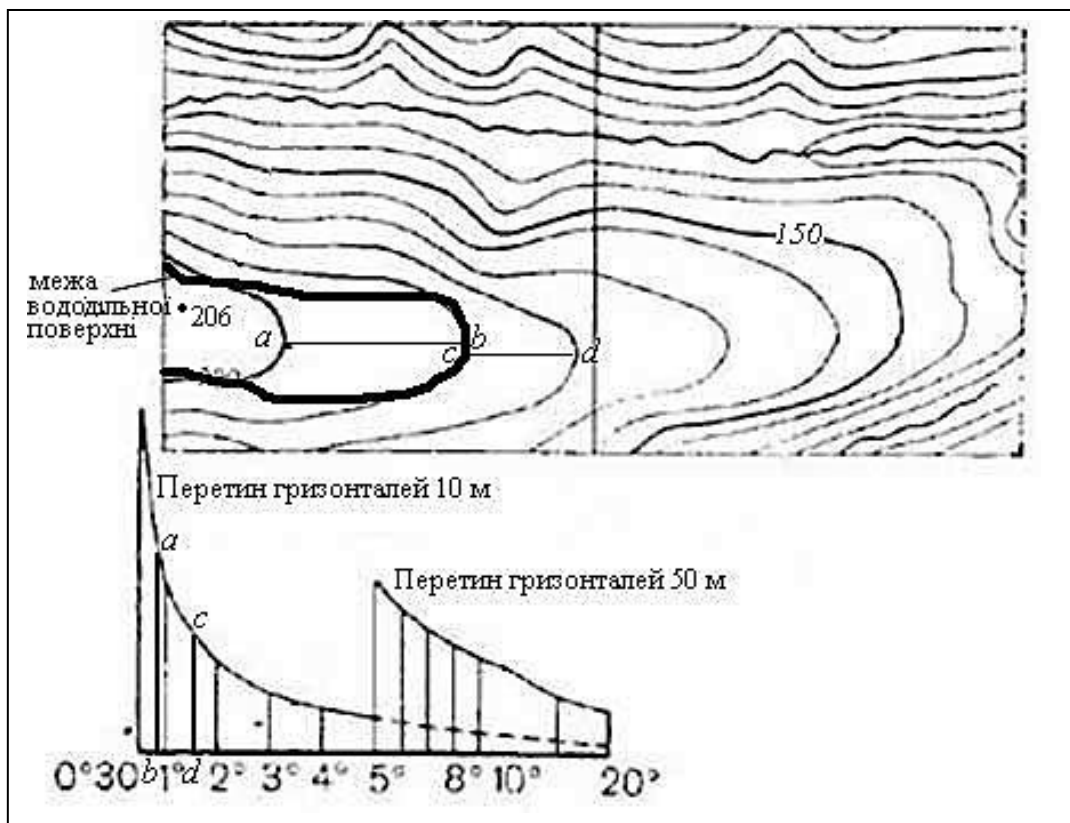 150
межа
вододільної
поверхні
206
a
b
c
d
Перетин гризонталей 10 м
a
c
Перетин гризонталей 50 м
0°30 b 1° d 2° 3° 4° 5° 8° 10° 20°